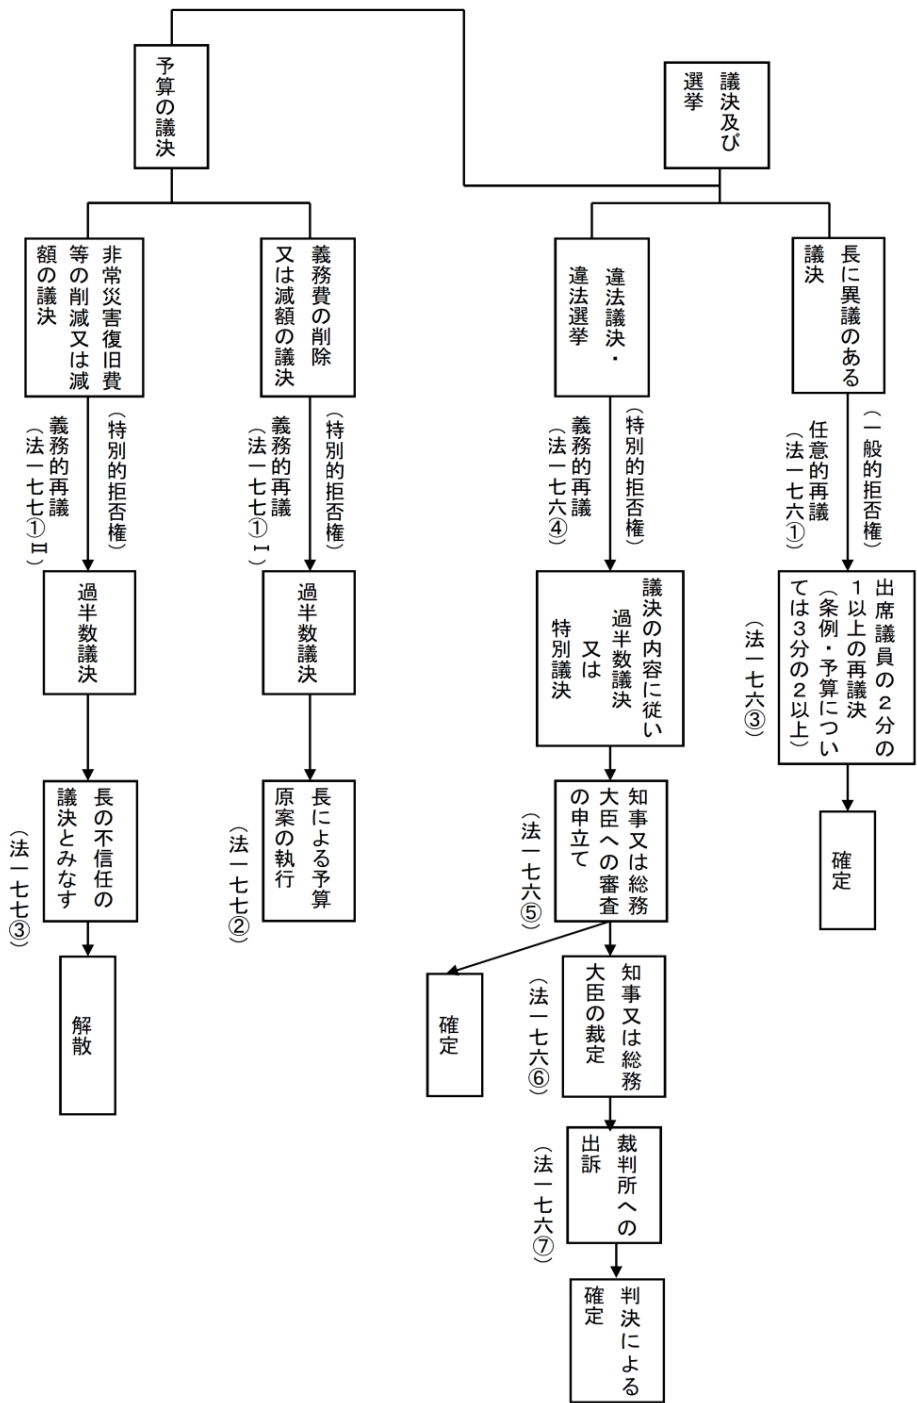 議決及び
選挙
長に異議のある
議決
（一般的拒否権）
任意的再議
（法一七六①）
出席議員の２分の
１以上の再議決
（条例・予算につい
ては３分の２以上）
（法一七六③）
確定
違法議決・
違法選挙
（特別的拒否権）
義務的再議
（法一七六④）
議決の内容に従い
過半数議決
又は
特別議決
知事又は総務
大臣への審査
の申立て
（法一七六⑤）
確定
知事又は総務
大臣の裁定
（法一七六⑥）
裁判所への
出訴
（法一七六⑦）
判決による
確定
予算の議決
義務費の削除
又は減額の議決
（特別的拒否権）
義務的再議
（法一七七①Ⅰ）
過半数議決
長による予算
原案の執行
（法一七七②）
非常災害復旧費
等の削減又は減
額の議決
（特別的拒否権）
義務的再議
（法一七七①Ⅱ）
過半数議決
長の不信任の
議決とみなす
（法一七七③）
解散